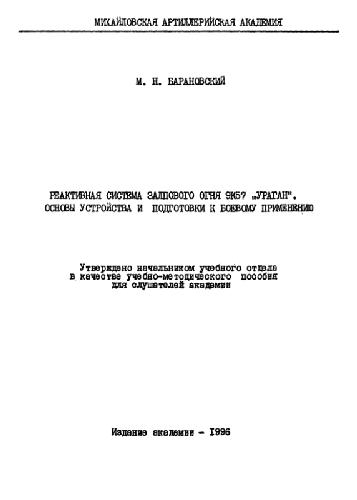 МИХАЙЛОВСКАЯ АРТИЛЛЕРИЙСКАЯ АКАДЕМИЯ
М. Н. БАРАНОВСКИЙ
РЕАКТИВНАЯ СИСТЕМА ЗАЛПОВОГО ОГНЯ 9К57 „УРАГАН".
ОСНОВЫ УСТРОЙСТВА И ПОДГОТОВКИ К БОЕВОМУ ПРИМЕНЕНИЮ
Утверждено начальником учебного отдела
в качестве учебно-методического пособия
для слушателей академии
Издание академии - 1996